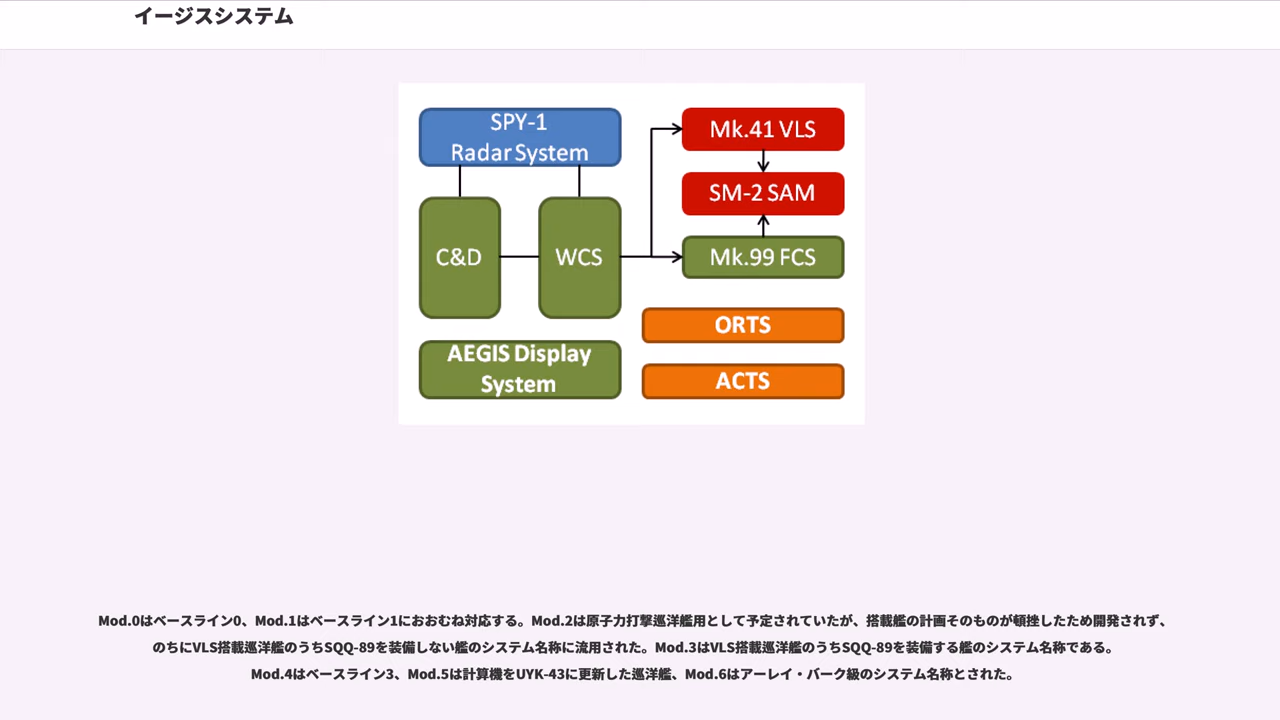 イージスシステム
SPY-1
Radar System
C&D
WCS
Mk.41 VLS
SM-2 SAM
Mk.99 FCS
ORTS
ACTS
AEGIS Display
System
Mod.0はベースライン0、Mod.1はベースライン1におおむね対応する。Mod.2は原子力打撃巡洋艦用として予定されていたが、搭載艦の計画そのものが頓挫したため開発されず、
のちにVLS搭載巡洋艦のうちSQQ-89を装備しない艦のシステム名称に流用された。Mod.3はVLS搭載巡洋艦のうちSQQ-89を装備する艦のシステム名称である。
Mod.4はベースライン3、Mod.5は計算機をUYK-43に更新した巡洋艦、Mod.6はアーレイ・バーク級のシステム名称とされた。